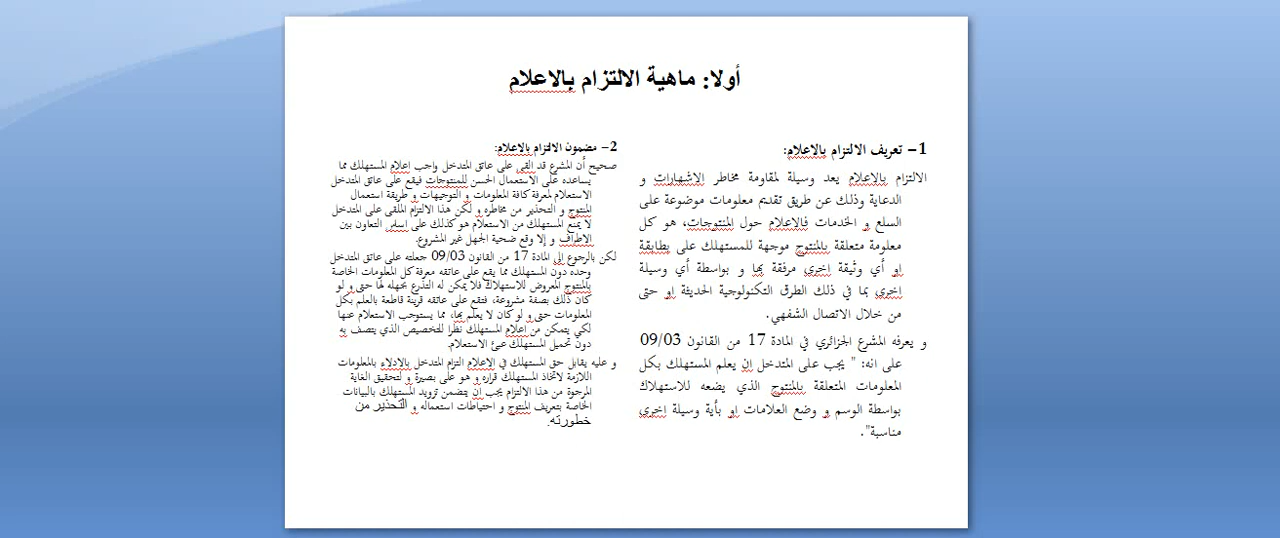 أولا: ماهية الالتزام بالاعلام
1- تعريف الالتزام بالاعلام:
الالتزام بالاعلام يعد وسيلة لمقاومة مخاطر الاشهارات و
الدعاية وذلك عن طريق تقديم معلومات موضوعة على
السلع و الخدمات فالاعلام حول المنتوجات، هو كل
معلومة متعلقة بالمنتوج موجهة للمستهلك على بطاقة
او أي وثيقة اخرى مرفقة بها و بواسطة أي وسيلة
اخرى بما في ذلك الطرق التكنولوجية الحديثة او حتى
من خلال الاتصال الشفهي.
و يعرفه المشرع الجزائري في المادة 17 من القانون 09/03
على انه: " يجب على المتدخل ان يعلم المستهلك بكل
المعلومات المتعلقة بالمنتوج الذي يضعه للاستهلاك
بواسطة الوسم و وضع العلامات او بأية وسيلة اخرى
مناسبة".
2- مضمون الالتزام بالاعلام:
صحيح أن المشرع قد القى على عاتق المتدخل واجب إعلام المستهلك مما
يساعده على الاستعمال الحسن للمنتوجات فيقع على عاتق المتدخل
الاستعلام لمعرفة كافة المعلومات و التوجيهات و طريقة استعمال
المنتوج و التحذير من مخاطره و لكن هذا الالتزام الملقى على المتدخل
لا يمنع المستهلك من الاستعلام هو كذلك على اساس التعاون بين
الاطراف و إلا وقع ضحية الجهل غير المشروع.
لكن بالرجوع إلى المادة 17 من القانون 09/03 جعلته على عاتق المتدخل
وحده دون المستهلك مما يقع على عاتقه معرفة كل المعلومات الخاصة
بالمنتوج المعروض للاستهلاك فلا يمكن له التذرع بجهله لها حتى و لو
كان ذلك بصفة مشروعة، فتقع على عاتقه قرينة قاطعة بالعلم بكل
المعلومات حتى و لو كان لا يعلم بها، مما يستوجب الاستعلام عنها
لكي يتمكن من إعلام المستهلك نظرا للتخصيص الذي يتصف به
دون تحميل المستهلك عبئ الاستعلام.
و عليه يقابل حق المستهلك في الاعلام التزام المتدخل بالادلاء بالمعلومات
اللازمة لاتخاذ المستهلك قراره و هو على بصيرة و لتحقيق الغاية
المرجوة من هذا الالتزام يجب ان يتضمن تزويد المستهلك بالبيانات
الخاصة بتعريف المنتوج و احتياطات استعماله و التحذير من
خطورته.